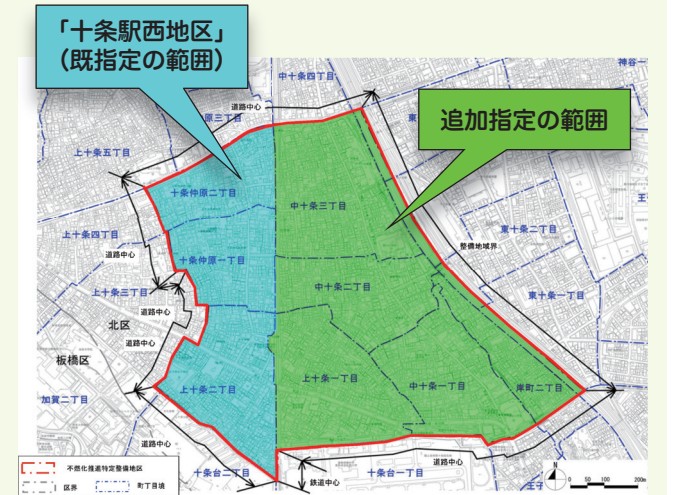 「十条駅西地区」
（既指定の範囲）
中十条四丁目
神谷一
道路中心
原三丁目
東
追加指定の範囲
上十条五丁目
十条仲原二丁目
中十条三丁目
王
上十条四丁目
東十条二丁目
道路中心
整備地域界
十条仲原一丁目
上十条三丁目
中十条二丁目
東十条一丁目
道路中心
北区
道路中心
板橋区
上十条二丁目
上十条一丁目
中十条一丁目
岸町二丁目
加賀二丁目
道路中心
道路中心
十条台二丁目
十条台一丁目
鉄道中心
王子
不燃化推進特定整備地区
区界
町丁目境
N
0 50 100 200m